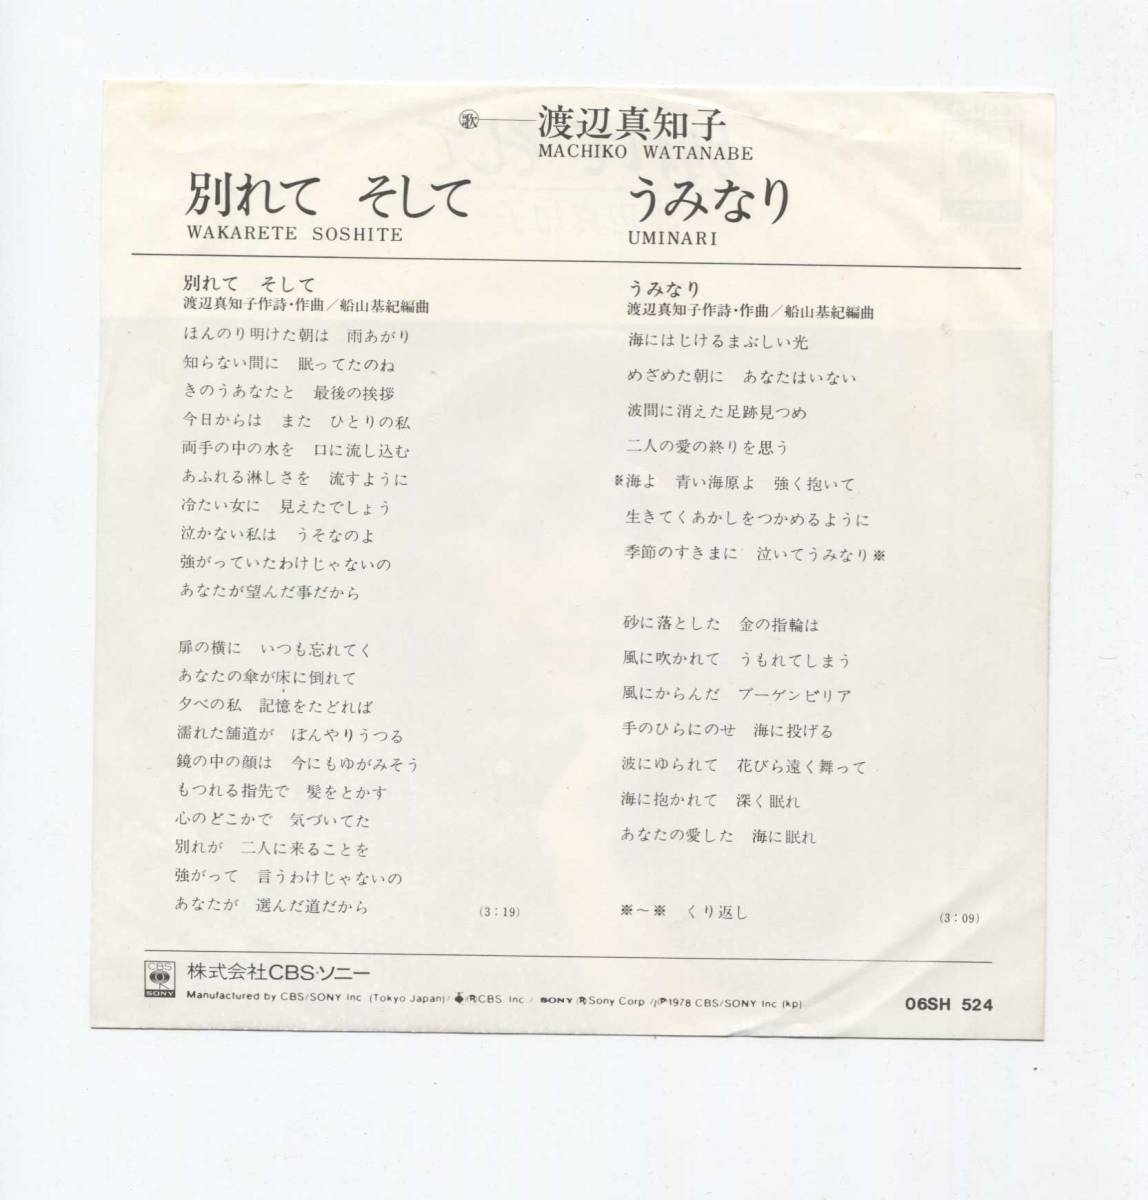 歌──渡辺真知子
MACHIKO WATANABE
別れて そして
WAKARETE SOSHITE
うみなり
UMINARI
別れて そして
渡辺真知子作詩・作曲/船山基紀編曲
ほんのり明けた朝は 雨あがり
知らない間に 眠ってたのね
きのうあなたと 最後の挨拶
今日からは また ひとりの私
両手の中の水を 口に流し込む
あふれる淋しさを 流すように
冷たい女に 見えたでしょう
泣かない私は うそなのよ
強がっていたわけじゃないの
あなたが望んだ事だから
扉の横に いつも忘れてく
あなたの傘が床に倒れて
夕べの私 記憶をたどれば
濡れた舗道が ぼんやりうつる
鏡の中の顔は 今にもゆがみそう
もつれる指先で 髪をとかす
心のどこかで 気づいてた
別れが 二人に来ることを
強がって 言うわけじゃないの
あなたが 選んだ道だから
(3:19)
うみなり
渡辺真知子作詩・作曲/船山基紀編曲
海にはじけるまぶしい光
めざめた朝に あなたはいない
波間に消えた足跡見つめ
二人の愛の終りを思う
※海よ 青い海原よ 強く抱いて
生きてくあかしをつかめるように
季節のすきまに 泣いてうみなり※
砂に落とした 金の指輪は
風に吹かれて うもれてしまう
風にからんだ ブーゲンビリア
手のひらにのせ 海に投げる
波にゆられて 花びら遠く舞って
海に抱かれて 深く眠れ
あなたの愛した 海に眠れ
※〜※ くり返し
(3:09)
CBS
SONY
株式会社CBS・ソニー
Manufactured by CBS/SONY Inc (Tokyo Japan)/ ®CBS Inc / SONY ®Sony Corp /℗1978 CBS/SONY Inc (kp)
06SH 524